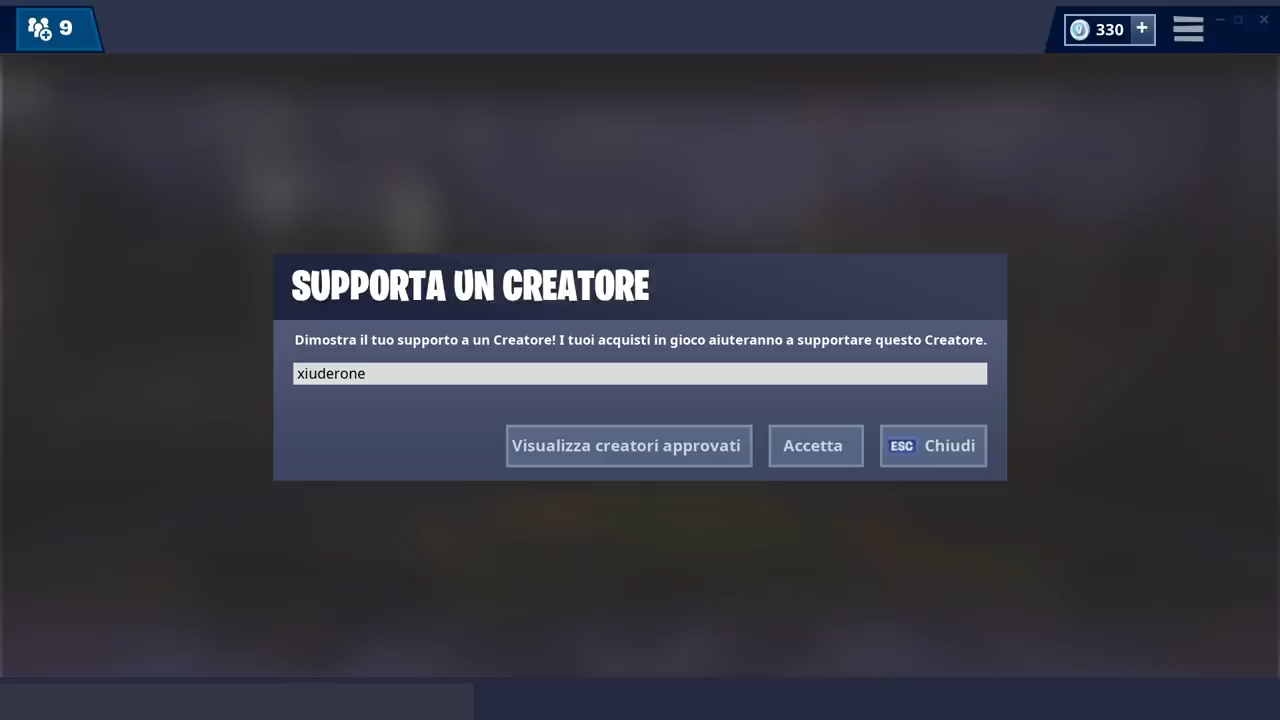 9
330 +
SUPPORTA UN CREATORE
Dimostra il tuo supporto a un Creatore! I tuoi acquisti in gioco aiuteranno a supportare questo Creatore.
xiuderone
Visualizza creatori approvati
Accetta
ESC Chiudi